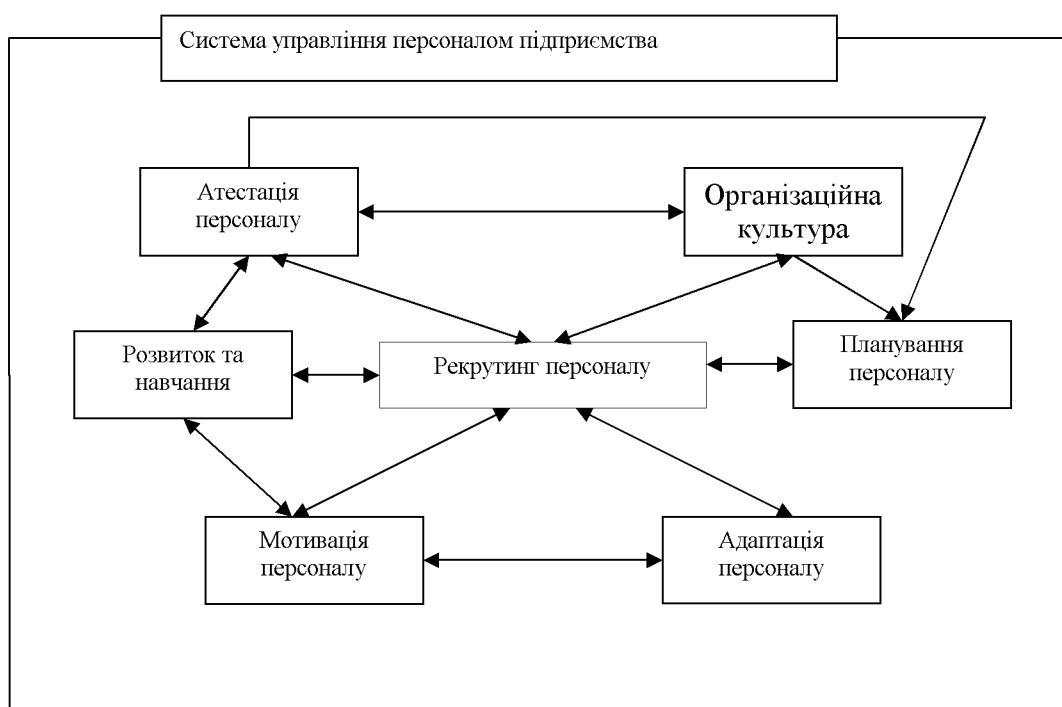 Система управління персоналом підприємства
Атестація
персоналу
Організаційна
культура
Розвиток та
навчання
Рекрутинг персоналу
Планування
персоналу
Мотивація
персоналу
Адаптація
персоналу